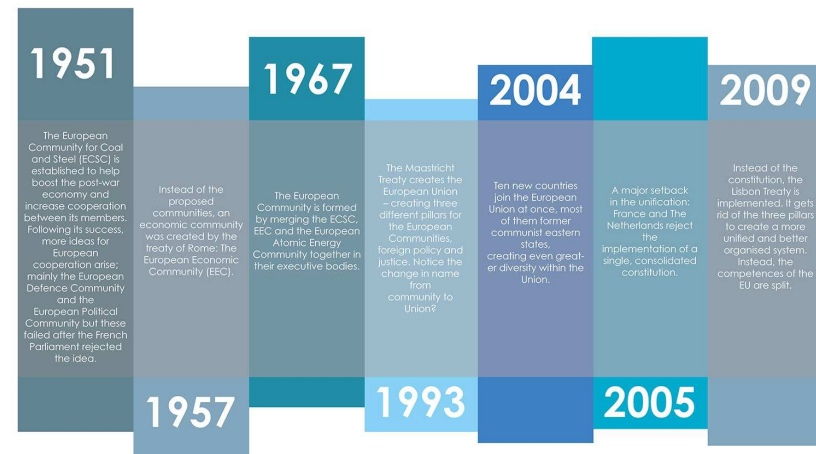 1951
The European
Community for Coal
and Steel (ECSC) is
established to help
boost the post-war
economy and
increase cooperation
between its members.
Following its success,
more ideas for
European
cooperation arise;
mainly the European
Defence Community
and the
European Political
Community but these
failed after the French
Parliament rejected
the idea.
Instead of the
proposed
communities, an
economic community
was created by the
treaty of Rome: The
European Economic
Community (EEC).
1957
1967
The European
Community is formed
by merging the ECSC,
EEC and the European
Atomic Energy
Community together in
their executive bodies.
The Maastricht
Treaty creates the
European Union
– creating three
different pillars for
the European
Communities,
foreign policy and
justice. Notice the
change in name
from
community to
Union?
1993
2004
Ten new countries
join the European
Union at once, most
of them former
communist eastern
states,
creating even great-
er diversity within the
Union.
A major setback
in the unification:
France and The
Netherlands reject
the
implementation of a
single, consolidated
constitution.
2005
2009
Instead of the
constitution, the
Lisbon Treaty is
implemented. It gets
rid of the three pillars
to create a more
unified and better
organised system.
Instead, the
competences of the
EU are split.